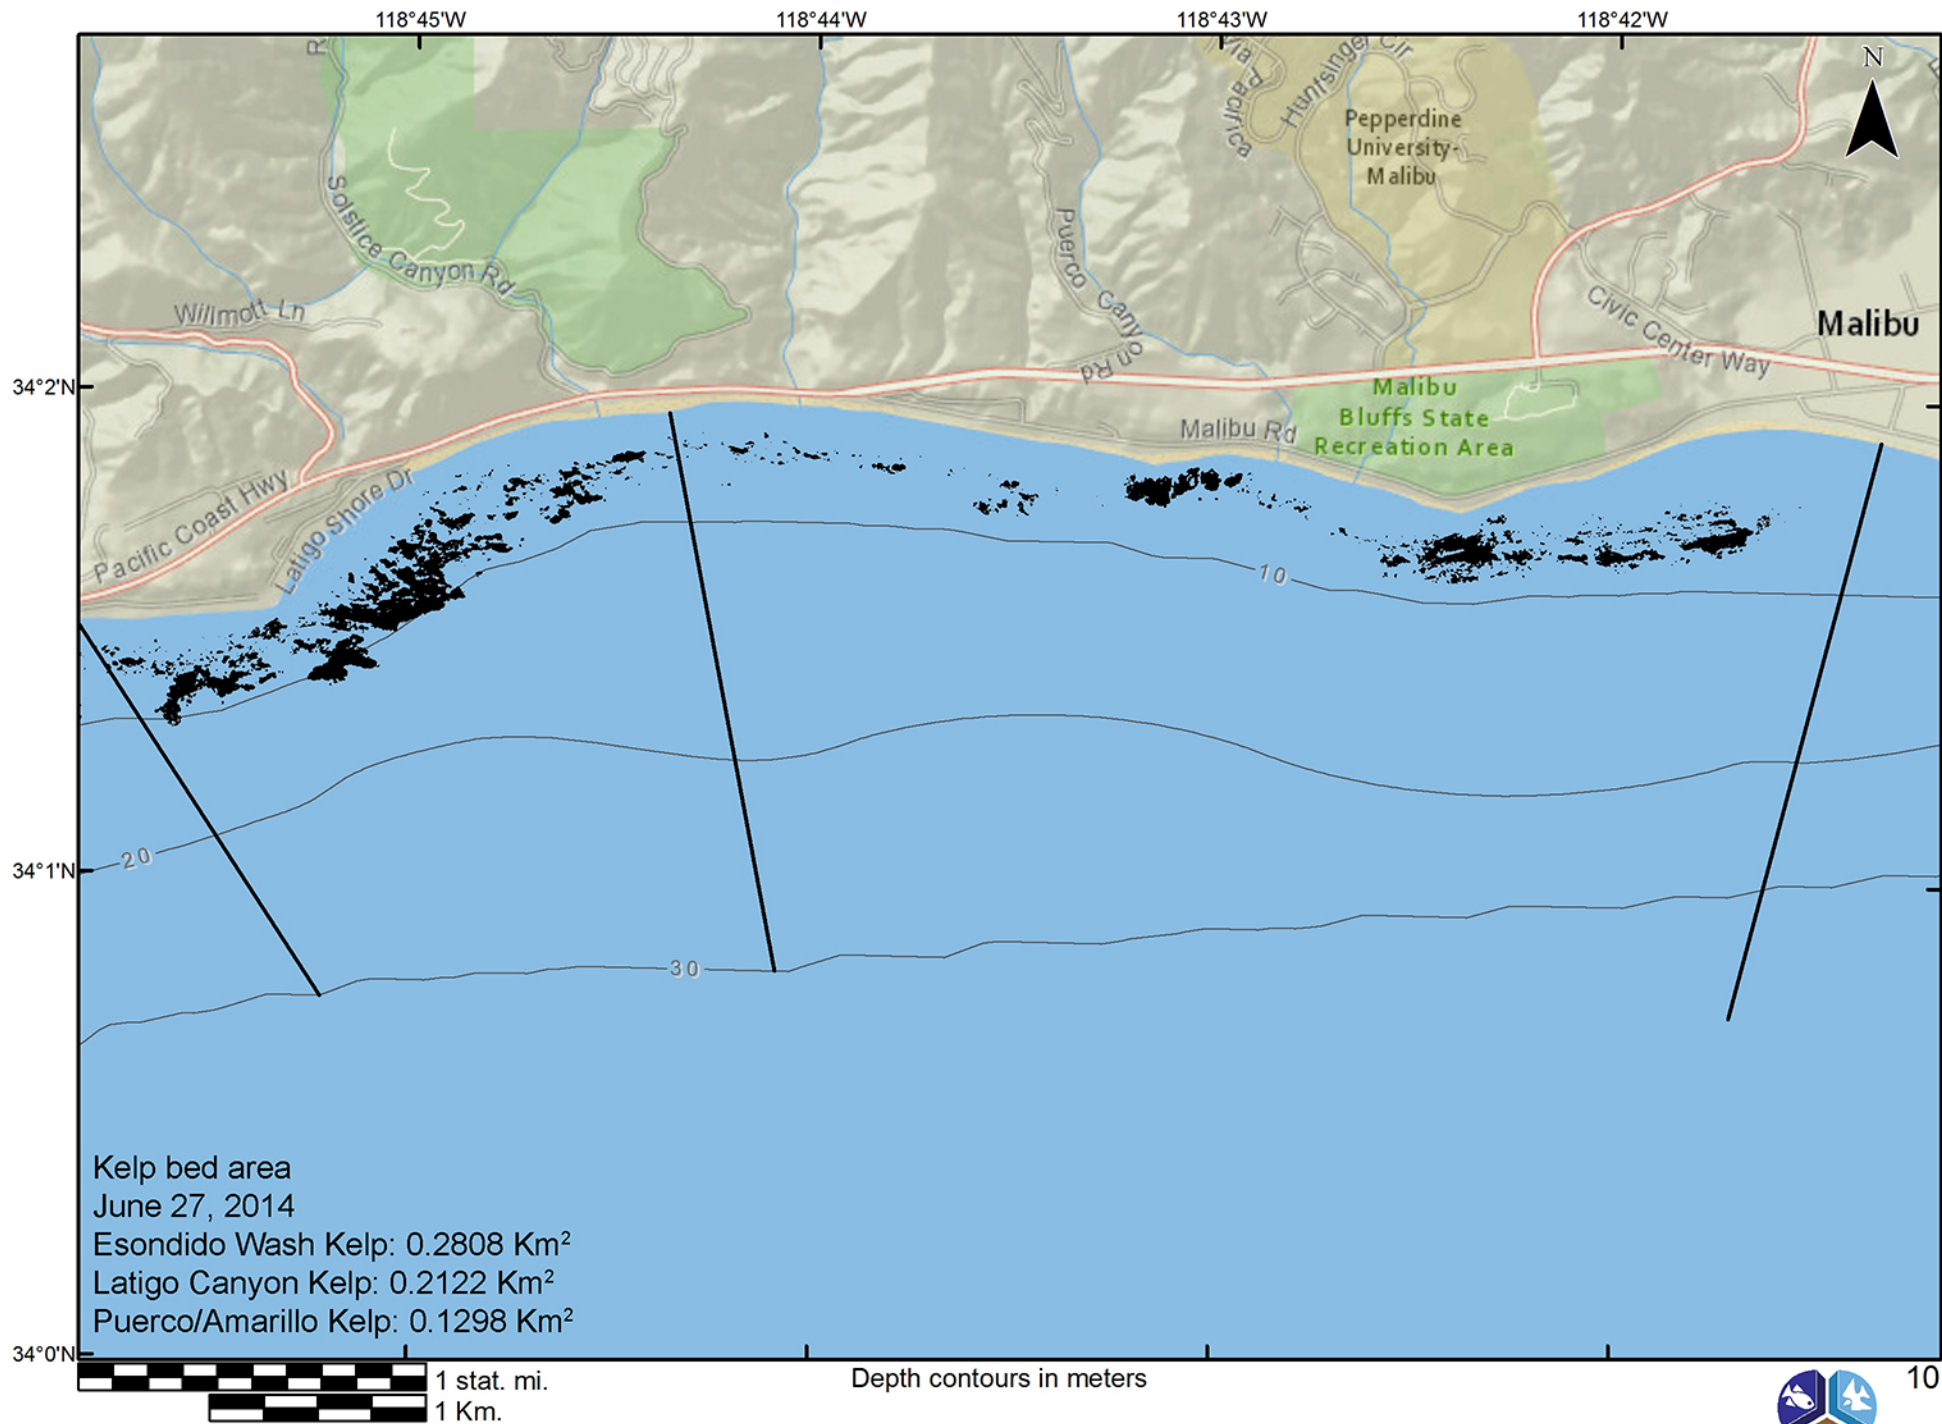 118°45'W
118°44'W
118°43'W
118°42'W
N
Via Pacifica
Huntsinger Cir
Pepperdine
University-
Malibu
Solstice Canyon Rd
Puerco Canyon Rd
Willmott Ln
Civic Center Way
Malibu
34°2'N
Malibu
Bluffs State
Recreation Area
Malibu Rd
Pacific Coast Hwy
Latigo Shore Dr
10
20
34°1'N
30
Kelp bed area
June 27, 2014
Esondido Wash Kelp: 0.2808 Km²
Latigo Canyon Kelp: 0.2122 Km²
Puerco/Amarillo Kelp: 0.1298 Km²
34°0'N
1 stat. mi.
Depth contours in meters
10
1 Km.